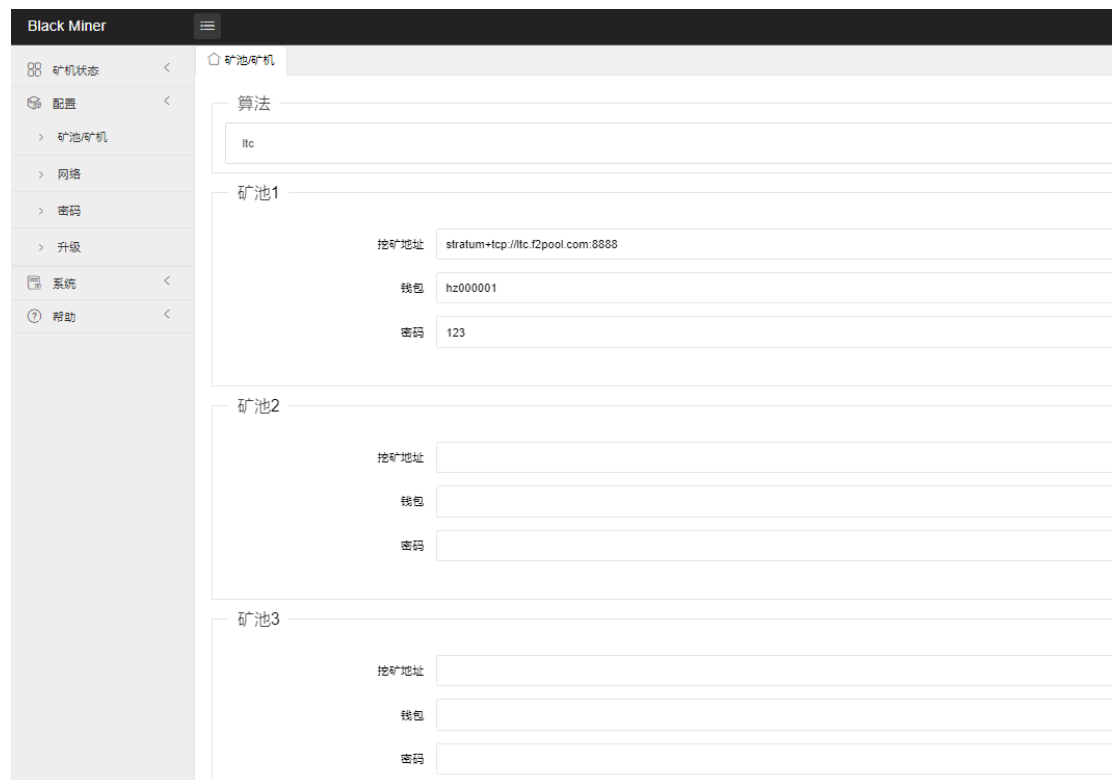 Black Miner
矿机状态
配置
矿池/矿机
网络
密码
升级
系统
帮助
矿池/矿机
算法
ltc
矿池1
挖矿地址 stratum+tcp://ltc.f2pool.com:8888
钱包 hz000001
密码 123
矿池2
挖矿地址
钱包
密码
矿池3
挖矿地址
钱包
密码